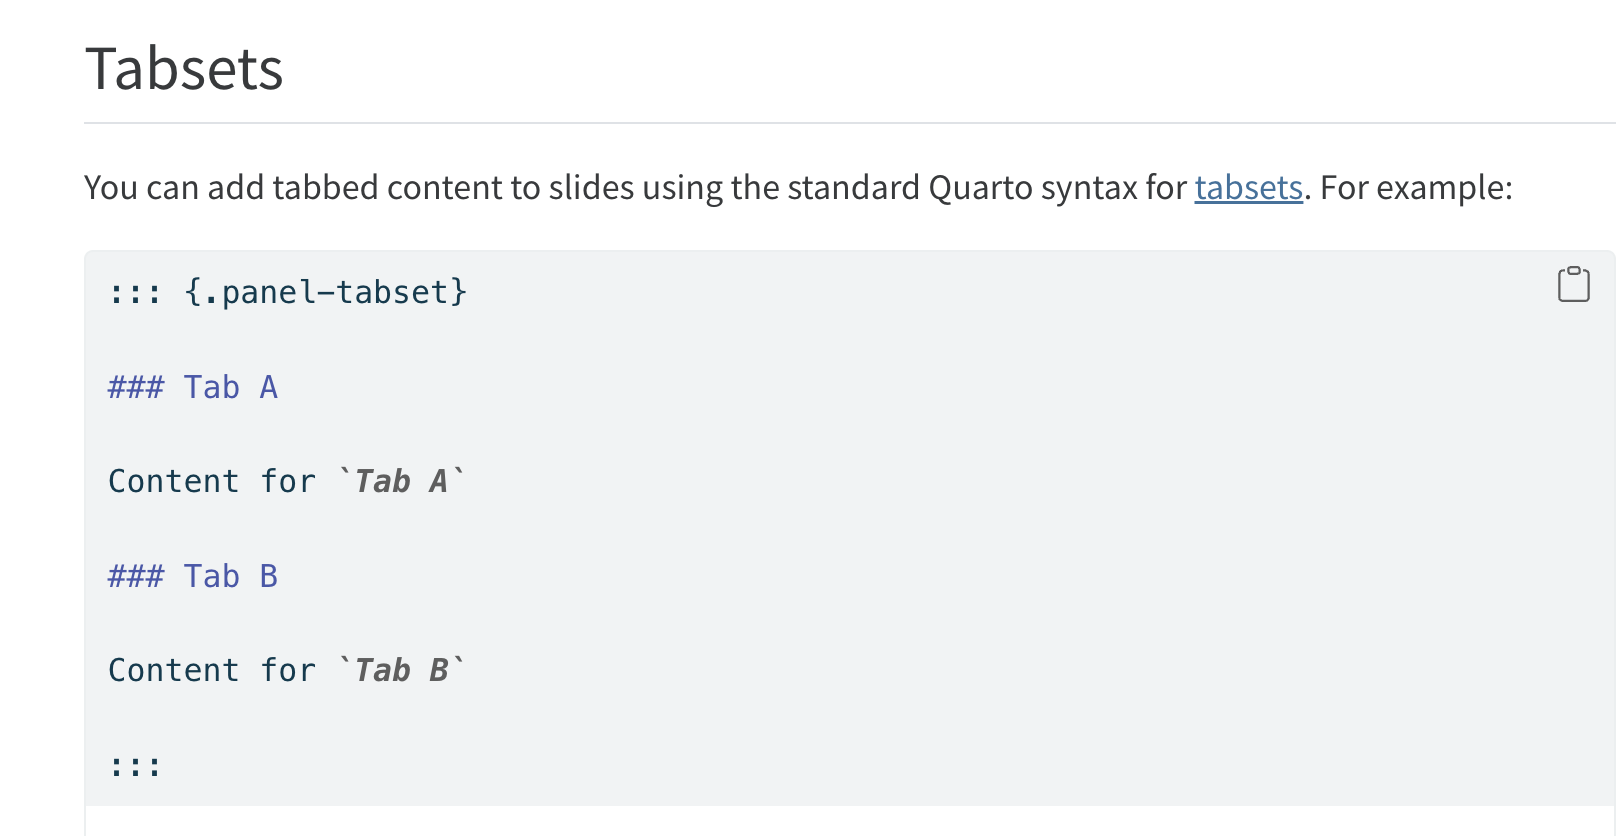 Tabsets
You can add tabbed content to slides using the standard Quarto syntax for tabsets. For example:
::: {.panel-tabset}
### Tab A
Content for `Tab A`
### Tab B
Content for `Tab B`
:::